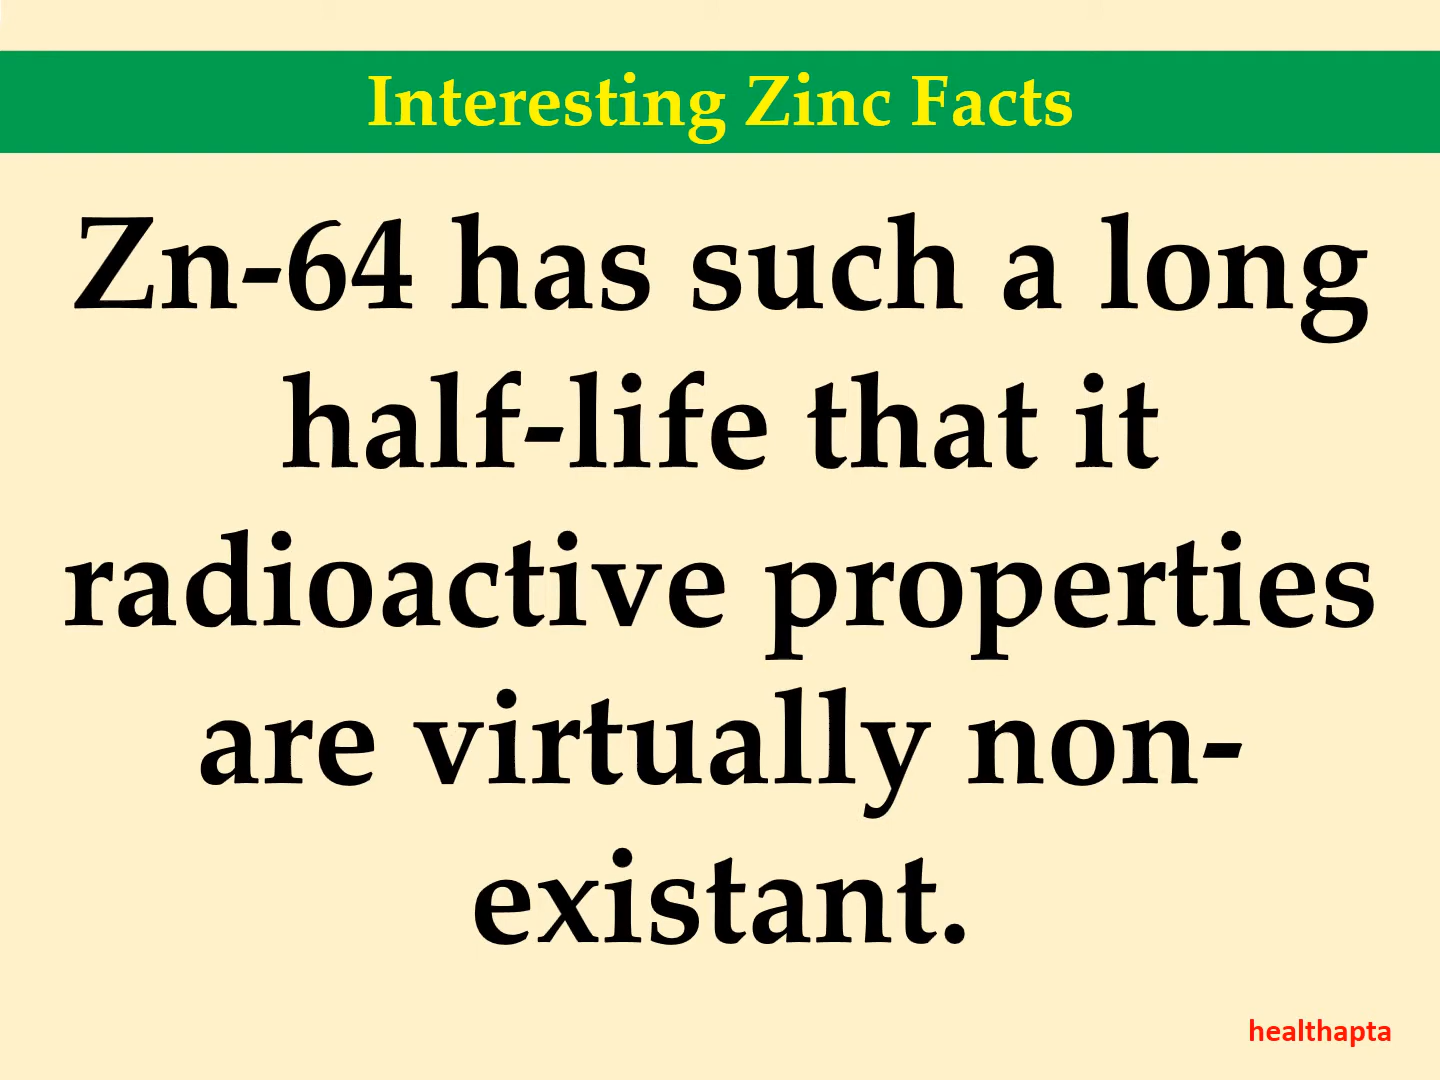 Interesting Zinc Facts
Zn-64 has such a long
half-life that it
radioactive properties
are virtually non-
existant.
healthapta